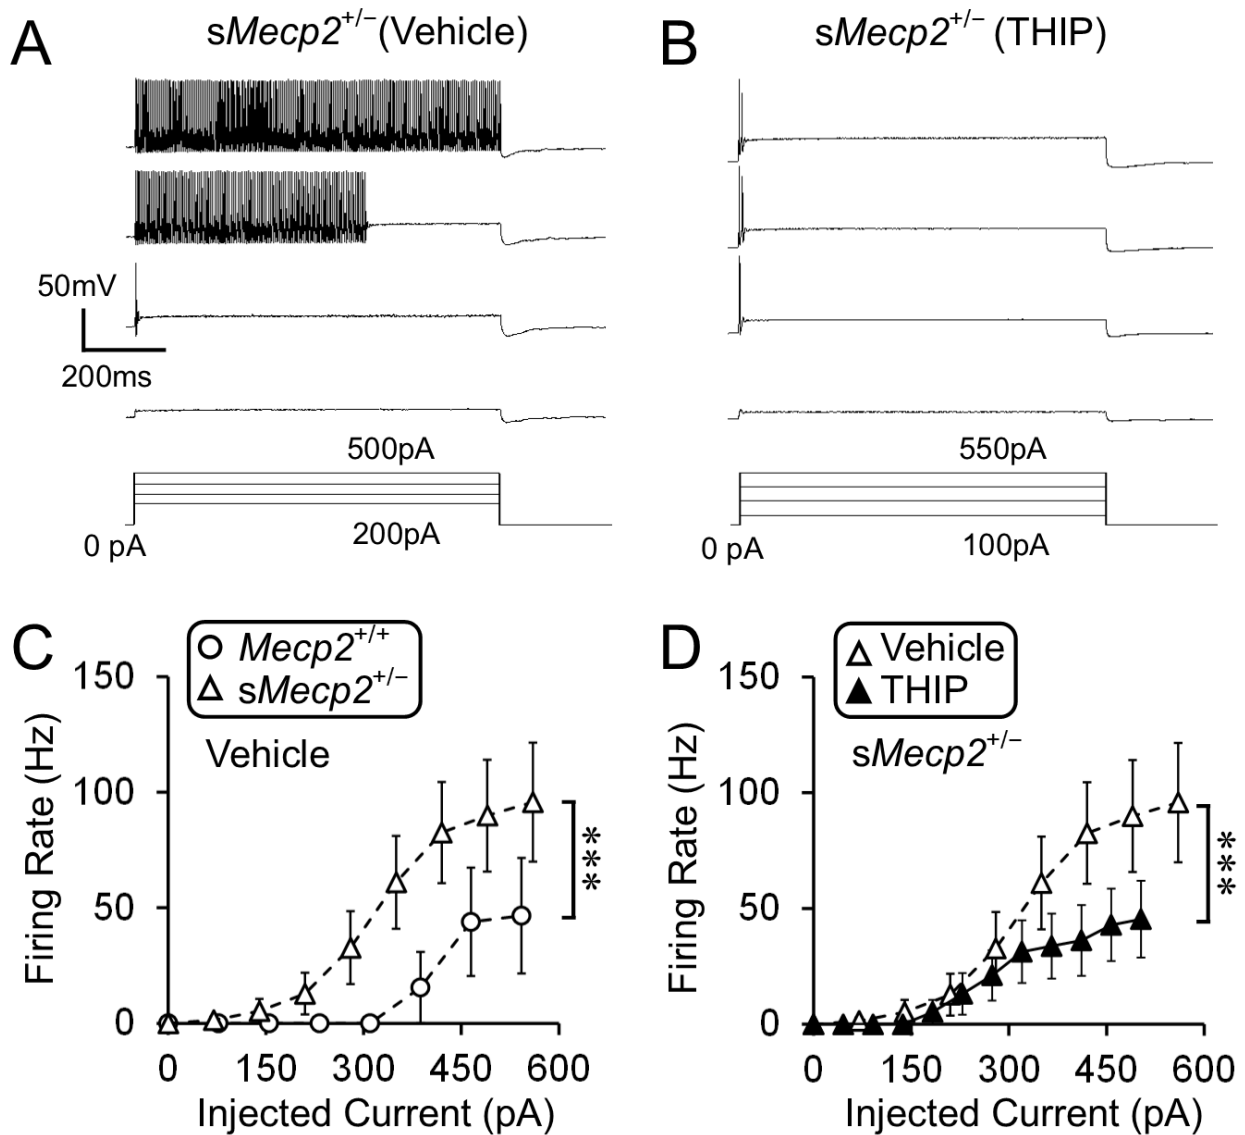 A
sMecp2+/− (Vehicle)
B
sMecp2+/− (THIP)
50mV
200ms
500pA
200pA
0 pA
550pA
100pA
0 pA
C
Mecp2+/+
sMecp2+/−
Vehicle
Firing Rate (Hz)
150
100
50
0
***
0 150 300 450 600
Injected Current (pA)
D
Vehicle
THIP
sMecp2+/−
Firing Rate (Hz)
150
100
50
0
***
0 150 300 450 600
Injected Current (pA)